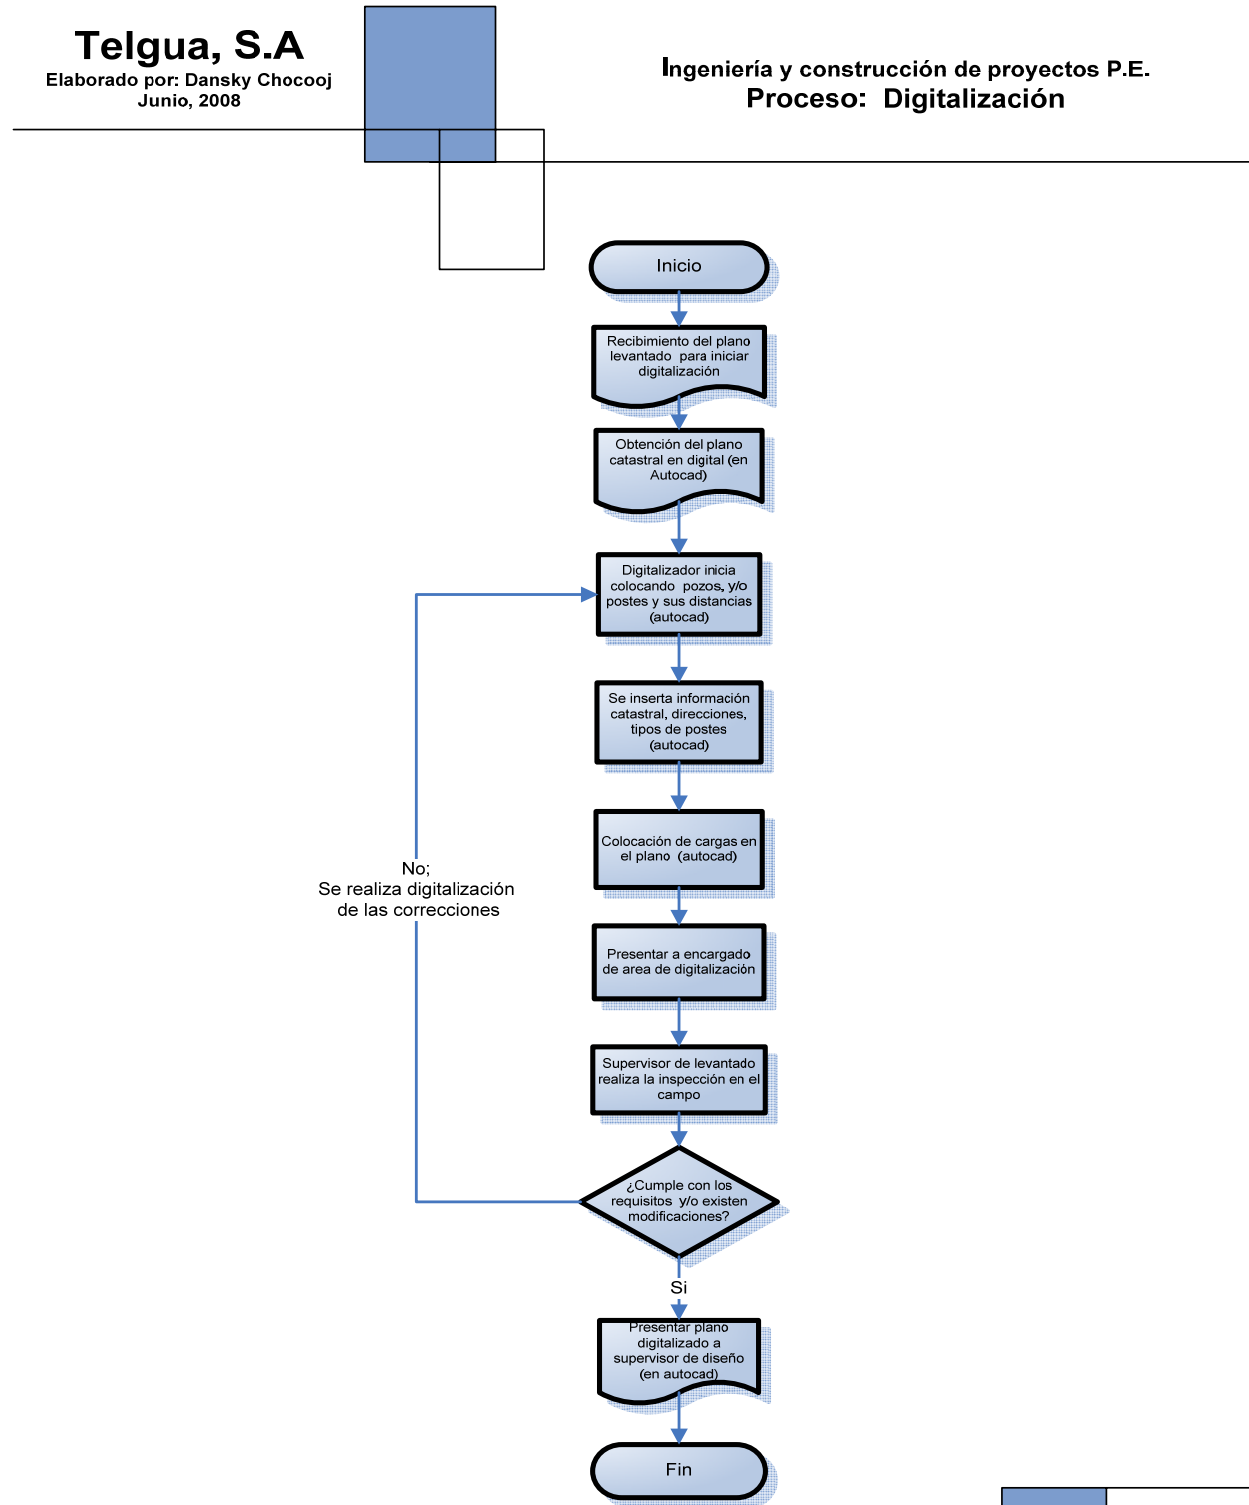 Telgua, S.A
Elaborado por: Dansky Chocooj
Junio, 2008
Ingeniería y construcción de proyectos P.E.
Proceso: Digitalización
Inicio
Recibimiento del plano
levantado para iniciar
digitalización
Obtención del plano
catastral en digital (en
Autocad)
Digitalizador inicia
colocando pozos, y/o
postes y sus distancias
(autocad)
Se inserta información
catastral, direcciones,
tipos de postes
(autocad)
Colocación de cargas en
el plano (autocad)
No;
Se realiza digitalización
de las correcciones
Presentar a encargado
de area de digitalización
Supervisor de levantado
realiza la inspección en el
campo
¿Cumple con los
requisitos y/o existen
modificaciones?
Si
Presentar plano
digitalizado a
supervisor de diseño
(en autocad)
Fin